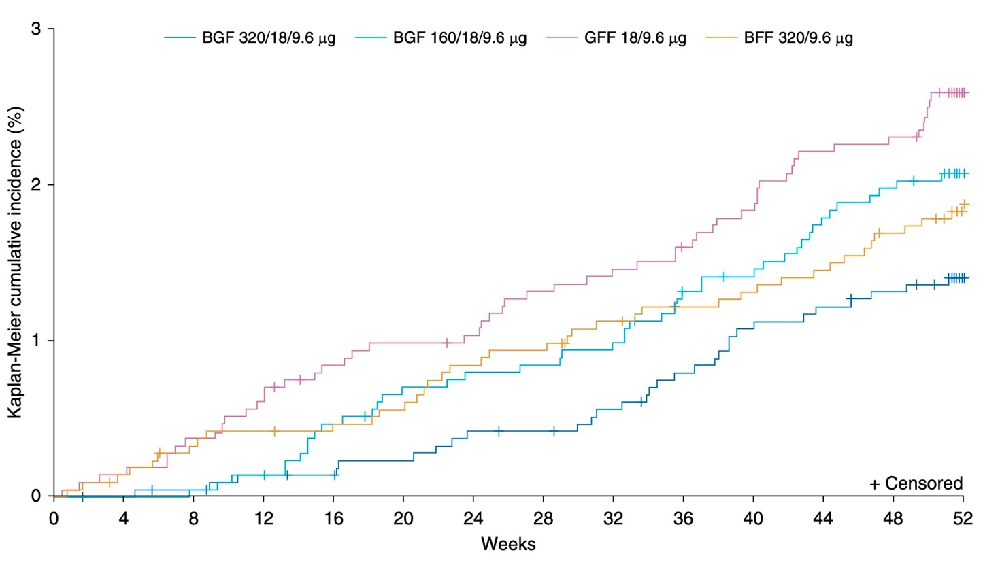 3
BGF 320/18/9.6 μg BGF 160/18/9.6 μg GFF 18/9.6 μg BFF 320/9.6 μg
Kaplan-Meier cumulative incidence (%)
2
1
+ Censored
0
0 4 8 12 16 20 24 28 32 36 40 44 48 52
Weeks